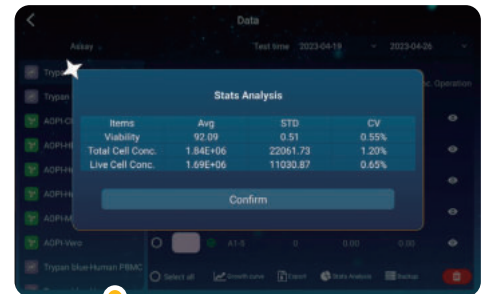 Data
Askey
Test time 2023-04-19 2023-04-26
Trypan
c. Operation
Trypan
Stats Analysis
AOPI-C
Items Avg STD CV
Viability 92.09 0.51 0.55%
AOPI-H
Total Cell Conc. 1.84E+06 22061.73 1.20%
Live Cell Conc. 1.69E+06 11030.87 0.65%
AOPI-H
AOPI-H
Confirm
AOPI-M
AOPI-Vero A1-5 0 0.00 0.00
Trypan blue-Human PBMC
Select all Growth curve Export Stats Analysis Backup